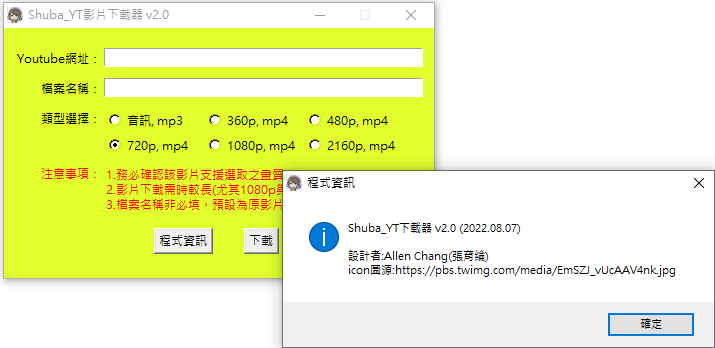 Shuba_YT影片下載器 v2.0
Youtube網址：
檔案名稱：
類型選擇：
音訊, mp3
360p, mp4
480p, mp4
720p, mp4
1080p, mp4
2160p, mp4
注意事項：
1.務必確認該影片支援選取之畫質
2.影片下載需時較長(尤其1080p與
3.檔案名稱非必填，預設為原影片
程式資訊
下載
程式資訊
Shuba_YT下載器 v2.0 (2022.08.07)
設計者:Allen Chang(張育綸)
icon圖源:https://pbs.twimg.com/media/EmSZJ_vUcAAV4nk.jpg
確定